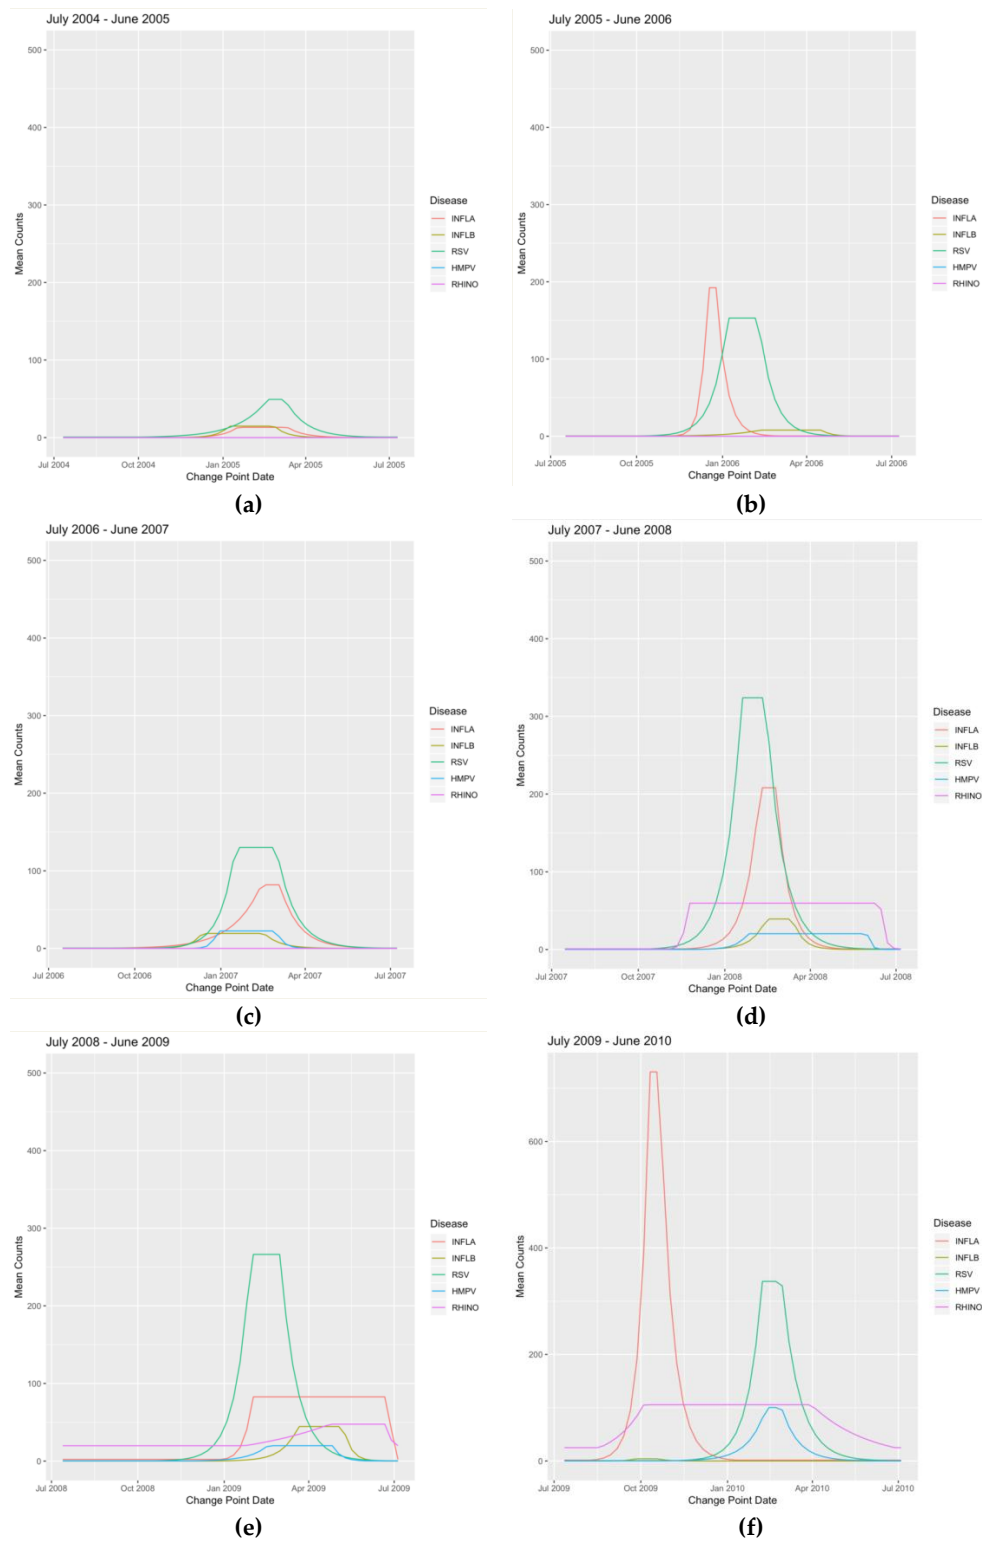 July 2004 - June 2005
500
400
300
200
100
0
Mean Counts
Jul 2004 Oct 2004 Jan 2005 Apr 2005 Jul 2005
Change Point Date
Disease
INFLA
INFLB
RSV
HMPV
RHINO
(a)
July 2005 - June 2006
500
400
300
200
100
0
Mean Counts
Jul 2005 Oct 2005 Jan 2006 Apr 2006 Jul 2006
Change Point Date
Disease
INFLA
INFLB
RSV
HMPV
RHINO
(b)
July 2006 - June 2007
500
400
300
200
100
0
Mean Counts
Jul 2006 Oct 2006 Jan 2007 Apr 2007 Jul 2007
Change Point Date
Disease
INFLA
INFLB
RSV
HMPV
RHINO
(c)
July 2007 - June 2008
500
400
300
200
100
0
Mean Counts
Jul 2007 Oct 2007 Jan 2008 Apr 2008 Jul 2008
Change Point Date
Disease
INFLA
INFLB
RSV
HMPV
RHINO
(d)
July 2008 - June 2009
500
400
300
200
100
0
Mean Counts
Jul 2008 Oct 2008 Jan 2009 Apr 2009 Jul 2009
Change Point Date
Disease
INFLA
INFLB
RSV
HMPV
RHINO
(e)
July 2009 - June 2010
600
400
200
0
Mean Counts
Jul 2009 Oct 2009 Jan 2010 Apr 2010 Jul 2010
Change Point Date
Disease
INFLA
INFLB
RSV
HMPV
RHINO
(f)